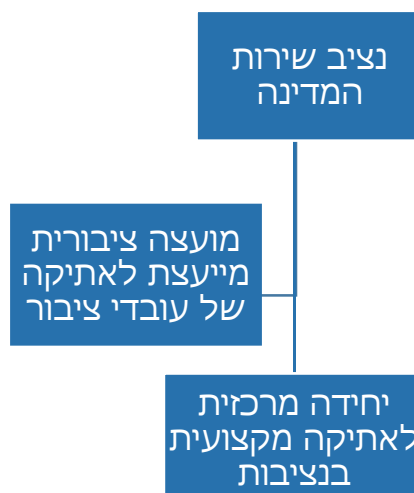 נציב שירות
המדינה
מועצה ציבורית
מייעצת לאתיקה
של עובדי ציבור
יחידה מרכזית
לאתיקה מקצועית
בנציבות